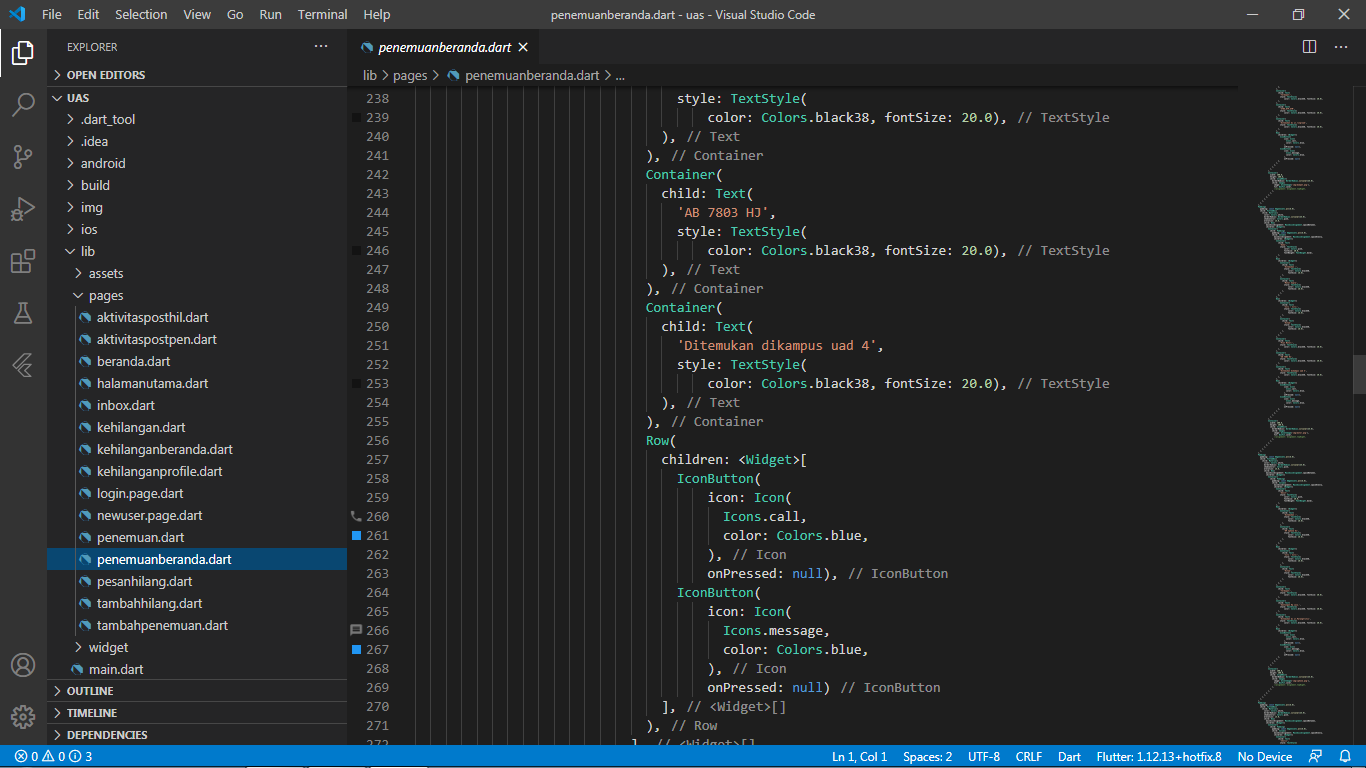 File Edit Selection View Go Run Terminal Help
penemuanberanda.dart - uas - Visual Studio Code
EXPLORER
OPEN EDITORS
UAS
.dart_tool
.idea
android
build
img
ios
lib
assets
pages
aktivitasposthil.dart
aktivitaspostpen.dart
beranda.dart
halamanutama.dart
inbox.dart
kehilangan.dart
kehilanganberanda.dart
kehilanganprofile.dart
login.page.dart
newuser.page.dart
penemuan.dart
penemuanberanda.dart
pesanhilang.dart
tambahhilang.dart
tambahpenemuan.dart
widget
main.dart
OUTLINE
TIMELINE
DEPENDENCIES
penemuanberanda.dart
lib > pages > penemuanberanda.dart > ...
238 style: TextStyle(
239 color: Colors.black38, fontSize: 20.0), // TextStyle
240 ), // Text
241 ), // Container
242 Container(
243 child: Text(
244 'AB 7803 HJ',
245 style: TextStyle(
246 color: Colors.black38, fontSize: 20.0), // TextStyle
247 ), // Text
248 ), // Container
249 Container(
250 child: Text(
251 'Ditemukan dikampus uad 4',
252 style: TextStyle(
253 color: Colors.black38, fontSize: 20.0), // TextStyle
254 ), // Text
255 ), // Container
256 Row(
257 children: <Widget>[
258 IconButton(
259 icon: Icon(
260 Icons.call,
261 color: Colors.blue,
262 ), // Icon
263 onPressed: null), // IconButton
264 IconButton(
265 icon: Icon(
266 Icons.message,
267 color: Colors.blue,
268 ), // Icon
269 onPressed: null) // IconButton
270 ], // <Widget>[]
271 ), // Row
272 ], // <Widget>[]
0 0 3
Ln 1, Col 1 Spaces: 2 UTF-8 CRLF Dart Flutter: 1.12.13+hotfix.8 No Device